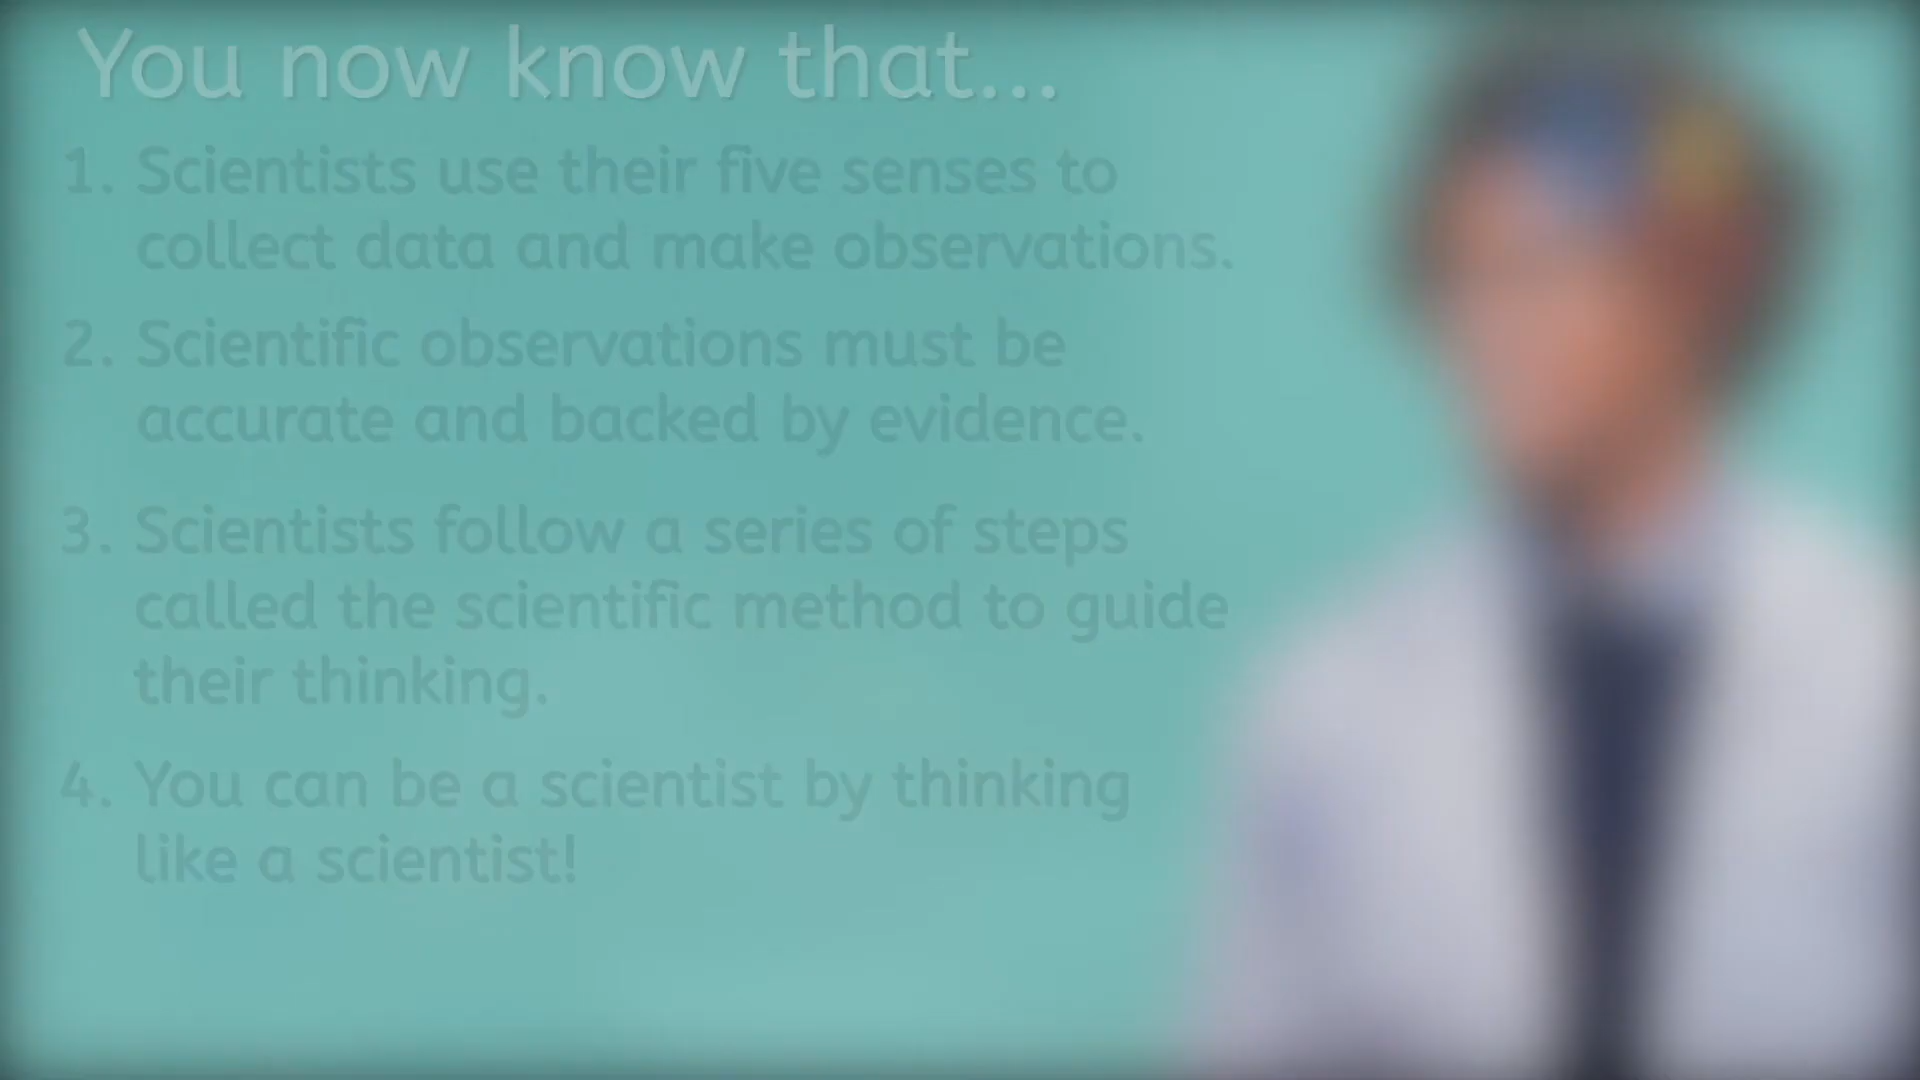 You now know that...
1. Scientists use their five senses to
collect data and make observations.
2. Scientific observations must be
accurate and backed by evidence.
3. Scientists follow a series of steps
called the scientific method to guide
their thinking.
4. You can be a scientist by thinking
like a scientist!